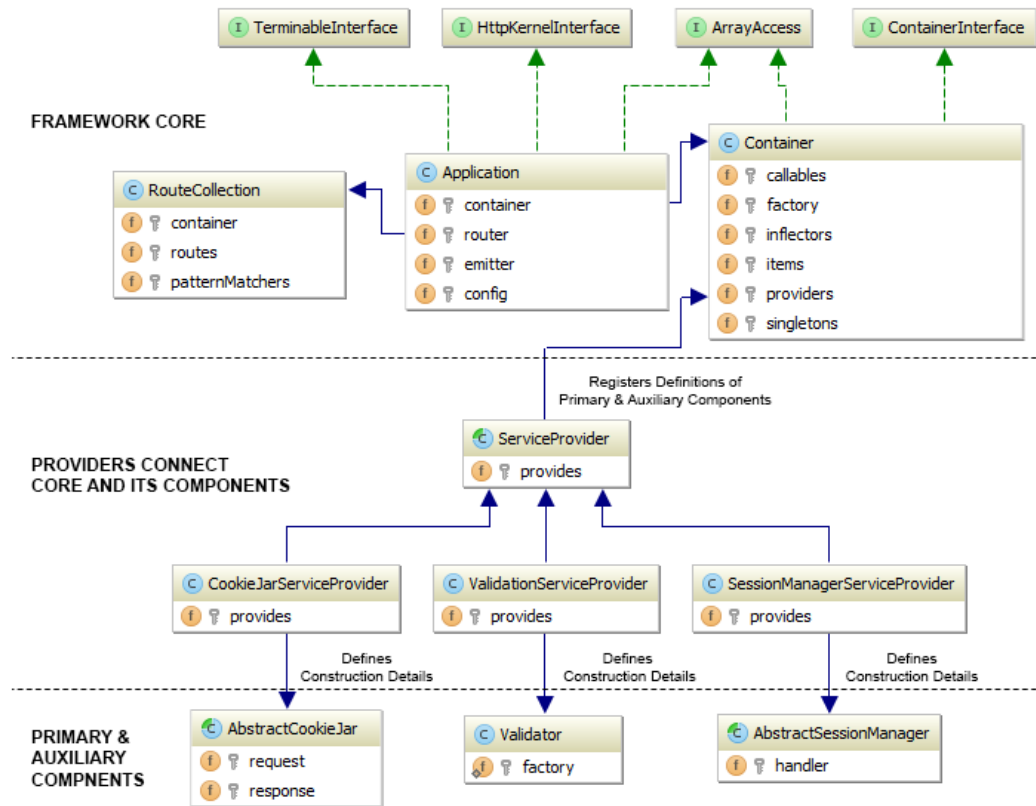 TerminableInterface
HttpKernelInterface
ArrayAccess
ContainerInterface
FRAMEWORK CORE
RouteCollection
container
routes
patternMatchers
Application
container
router
emitter
config
Container
callables
factory
inflectors
items
providers
singletons
Registers Definitions of
Primary & Auxiliary Components
PROVIDERS CONNECT
CORE AND ITS COMPONENTS
ServiceProvider
provides
CookieJarServiceProvider
provides
ValidationServiceProvider
provides
SessionManagerServiceProvider
provides
Defines
Construction Details
Defines
Construction Details
Defines
Construction Details
PRIMARY &
AUXILIARY
COMPNENTS
AbstractCookieJar
request
response
Validator
factory
AbstractSessionManager
handler